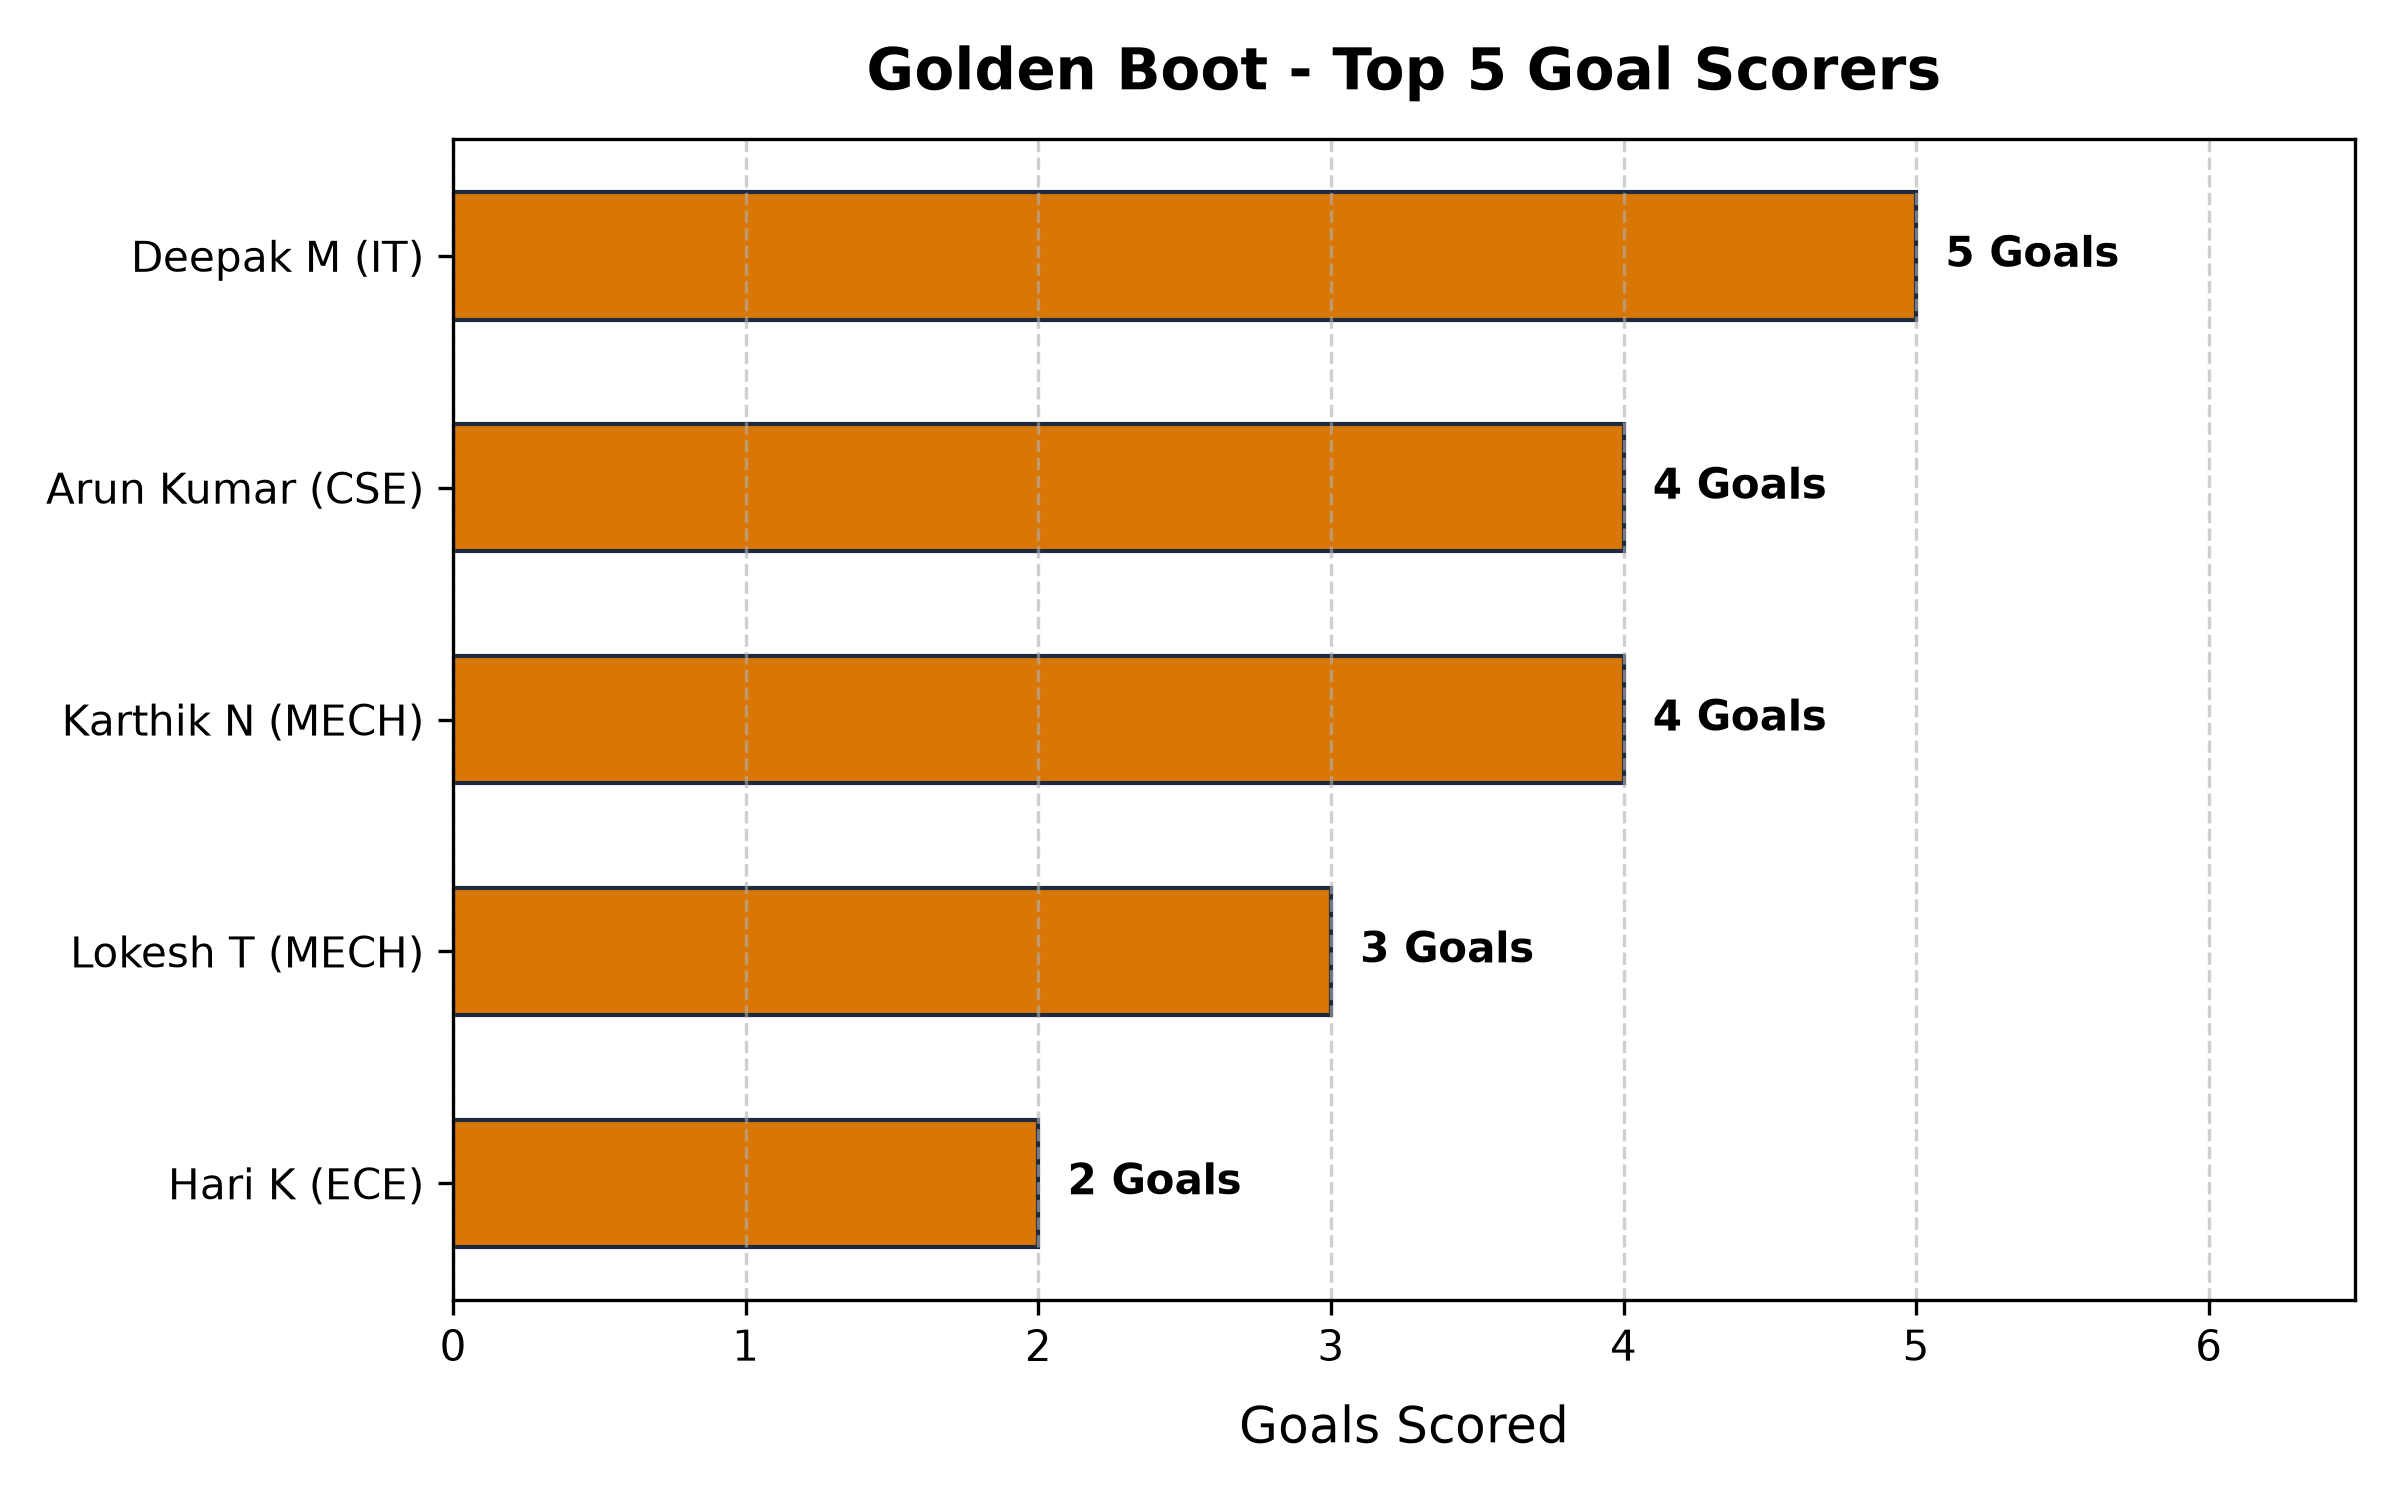 Golden Boot - Top 5 Goal Scorers
Deepak M (IT)
5 Goals
Arun Kumar (CSE)
4 Goals
Karthik N (MECH)
4 Goals
Lokesh T (MECH)
3 Goals
Hari K (ECE)
2 Goals
0 1 2 3 4 5 6
Goals Scored